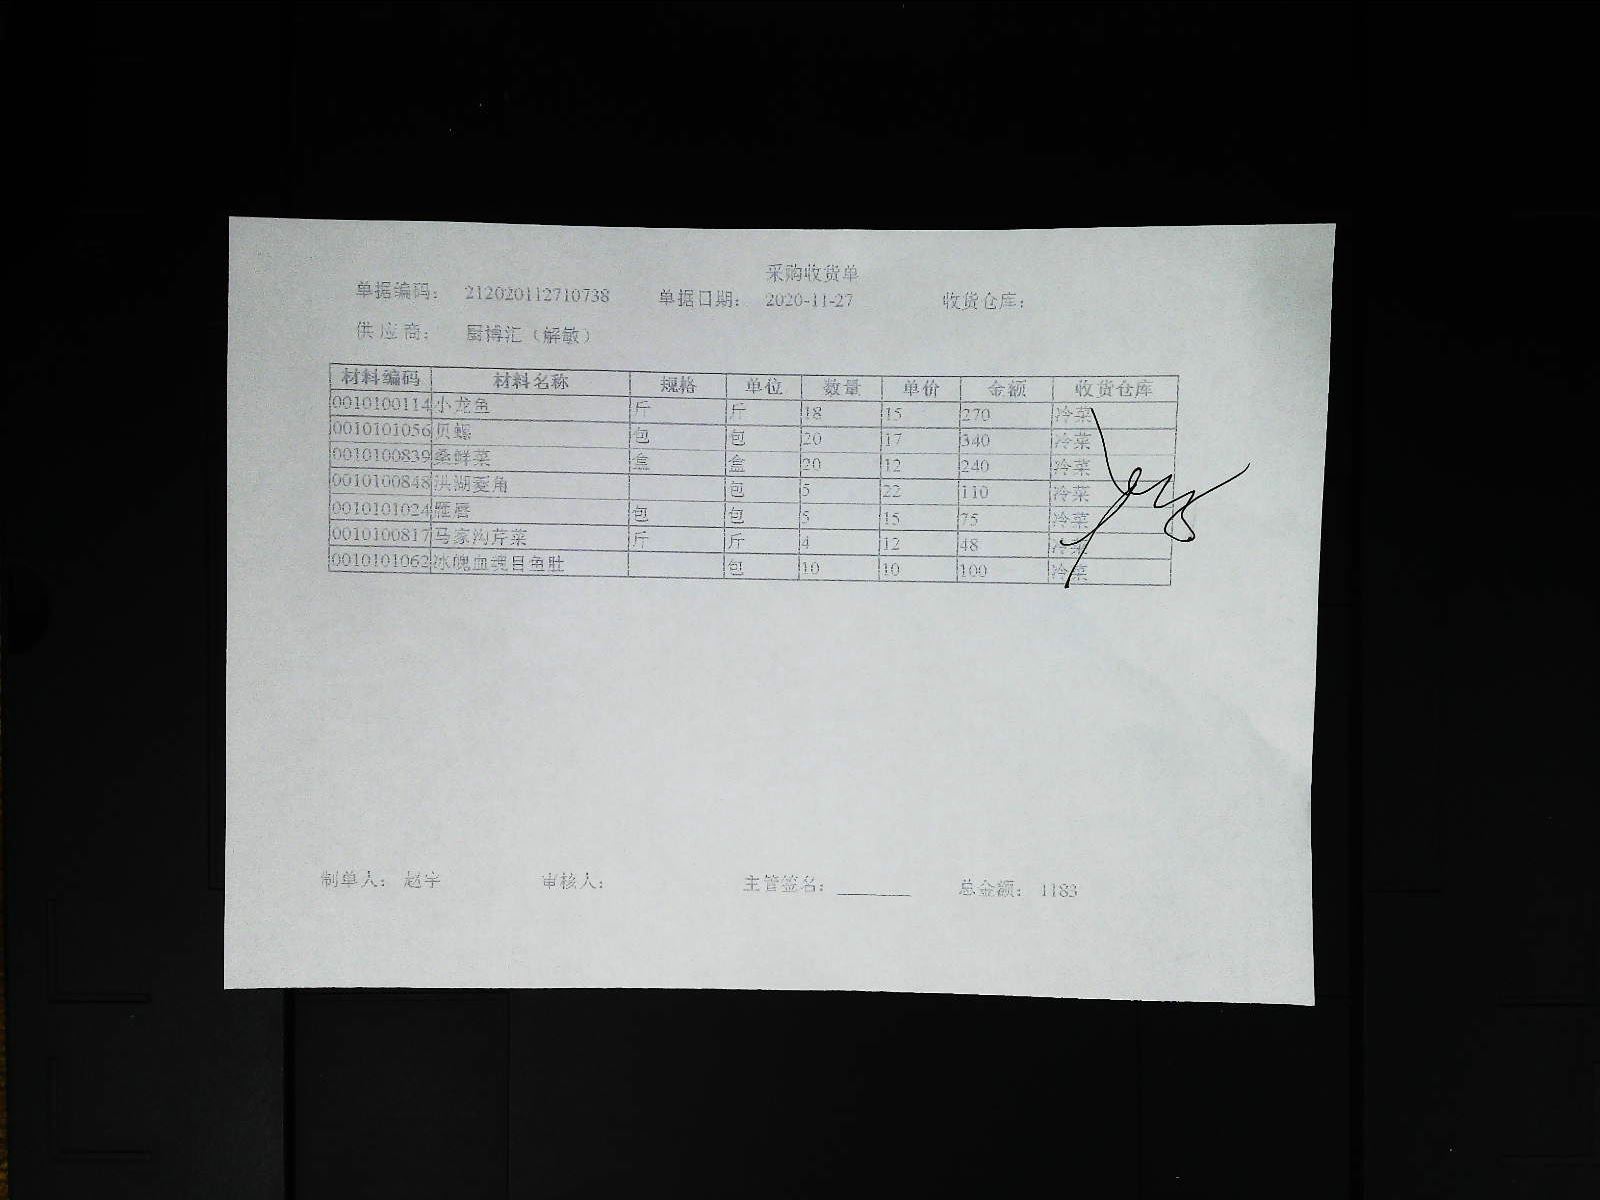 采购收货单
单据编码： 212020112710738 单据日期： 2020-11-27 收货仓库：
供应商： 厨博汇（解敏）
材料编码 材料名称 规格 单位 数量 单价 金额 收货仓库
0010100114 小龙鱼 斤 斤 18 15 270 冷菜
0010101056 贝螺 包 包 20 17 340 冷菜
0010100839 桑鲜菜 盒 盒 20 12 240 冷菜
0010100848 洪湖菱角 包 5 22 110 冷菜
0010101024 雁唇 包 包 5 15 75 冷菜
0010100817 马家沟芹菜 斤 斤 4 12 48 冷菜
0010101062 冰魄血魂目鱼肚 包 10 10 100 冷菜
制单人： 赵宇 审核人： 主管签名： 总金额： 1183